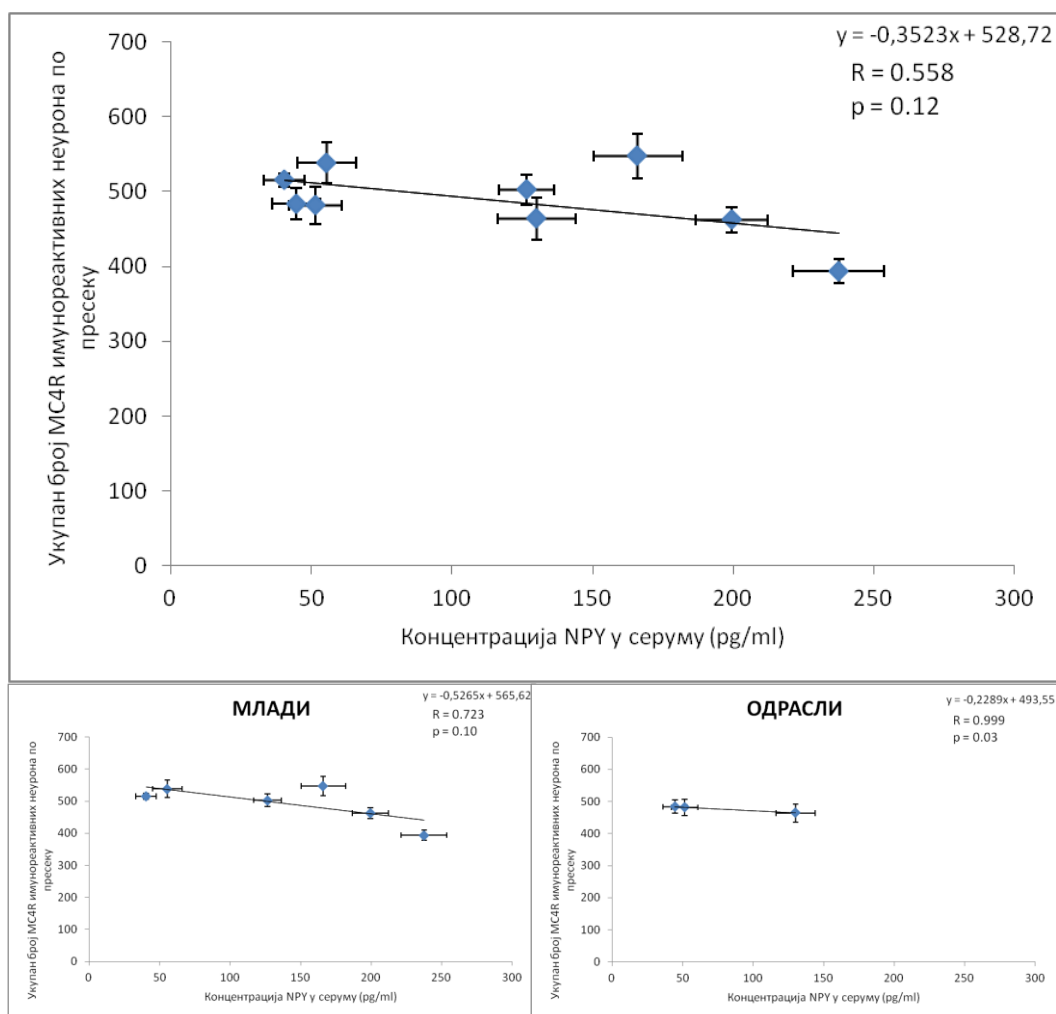 y = -0,3523x + 528,72
R = 0.558
p = 0.12
Укупан број MC4R имунореактивних неурона по
пресеку
700
600
500
400
300
200
100
0
0 50 100 150 200 250 300
Концентрација NPY у серуму (pg/ml)
МЛАДИ
y = -0,5265x + 565,62
R = 0.723
p = 0.10
Укупан број MC4R имунореактивних неурона по
пресеку
700
600
500
400
300
200
100
0
0 50 100 150 200 250 300
Концентрација NPY у серуму (pg/ml)
ОДРАСЛИ
y = -0,2289x + 493,55
R = 0.999
p = 0.03
Укупан број MC4R имунореактивних неурона по
пресеку
700
600
500
400
300
200
100
0
0 50 100 150 200 250 300
Концентрација NPY у серуму (pg/ml)